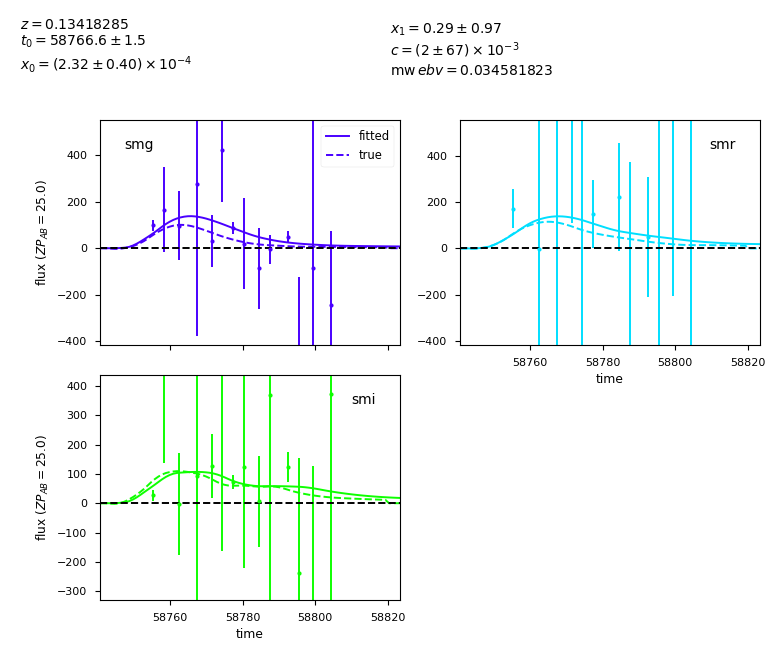 z = 0.13418285
t₀ = 58766.6 ± 1.5
x₀ = (2.32 ± 0.40) × 10⁻⁴
x₁ = 0.29 ± 0.97
c = (2 ± 67) × 10⁻³
mw ebv = 0.034581823
smg
fitted
true
400
200
0
−200
−400
flux (ZP_AB = 25.0)
smr
400
200
0
−200
−400
58760 58780 58800 58820
time
smi
400
300
200
100
0
−100
−200
−300
flux (ZP_AB = 25.0)
58760 58780 58800 58820
time